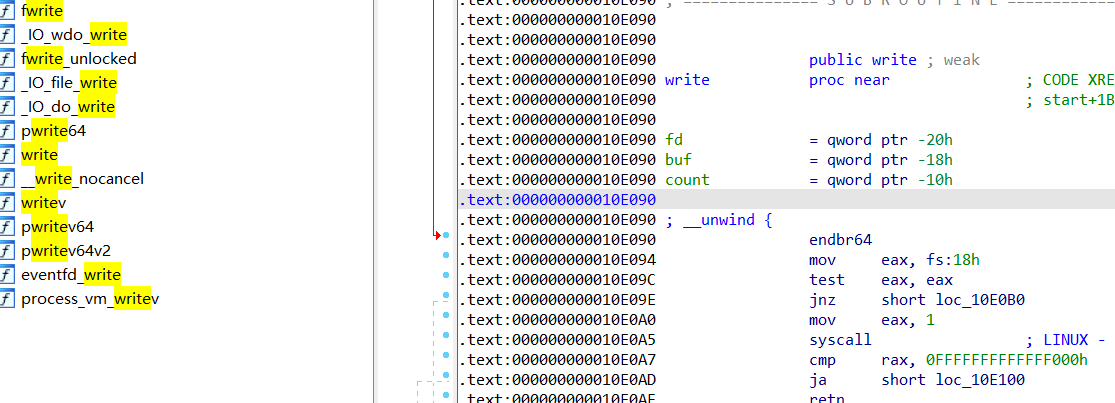 fwrite
_IO_wdo_write
fwrite_unlocked
_IO_file_write
_IO_do_write
pwrite64
write
__write_nocancel
writev
pwritev64
pwritev64v2
eventfd_write
process_vm_writev
.text:000000000010E090 ; =============== S U B R O U T I N E ============
.text:000000000010E090
.text:000000000010E090
.text:000000000010E090 public write ; weak
.text:000000000010E090 write proc near ; CODE XRE
.text:000000000010E090 ; start+1B
.text:000000000010E090
.text:000000000010E090 fd = qword ptr -20h
.text:000000000010E090 buf = qword ptr -18h
.text:000000000010E090 count = qword ptr -10h
.text:000000000010E090
.text:000000000010E090 ; __unwind {
.text:000000000010E090 endbr64
.text:000000000010E094 mov eax, fs:18h
.text:000000000010E09C test eax, eax
.text:000000000010E09E jnz short loc_10E0B0
.text:000000000010E0A0 mov eax, 1
.text:000000000010E0A5 syscall ; LINUX -
.text:000000000010E0A7 cmp rax, 0FFFFFFFFFFFFF000h
.text:000000000010E0AD ja short loc_10E100
.text:000000000010E0AF retn